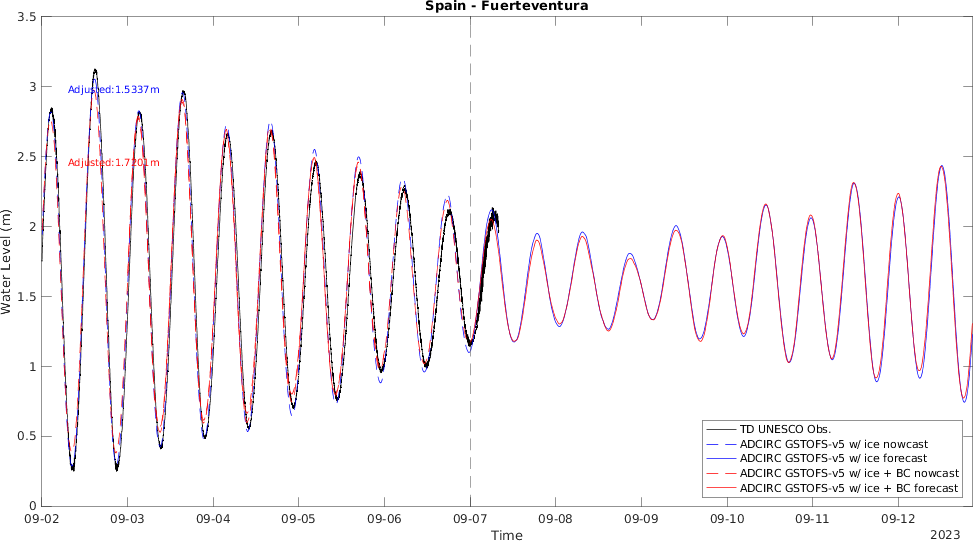 Spain - Fuerteventura
3.5
3
2.5
2
1.5
1
0.5
0
Water Level (m)
Adjusted:1.5337m
Adjusted:1.7201m
TD UNESCO Obs.
ADCIRC GSTOFS-v5 w/ ice nowcast
ADCIRC GSTOFS-v5 w/ ice forecast
ADCIRC GSTOFS-v5 w/ ice + BC nowcast
ADCIRC GSTOFS-v5 w/ ice + BC forecast
09-02 09-03 09-04 09-05 09-06 09-07 09-08 09-09 09-10 09-11 09-12
Time
2023